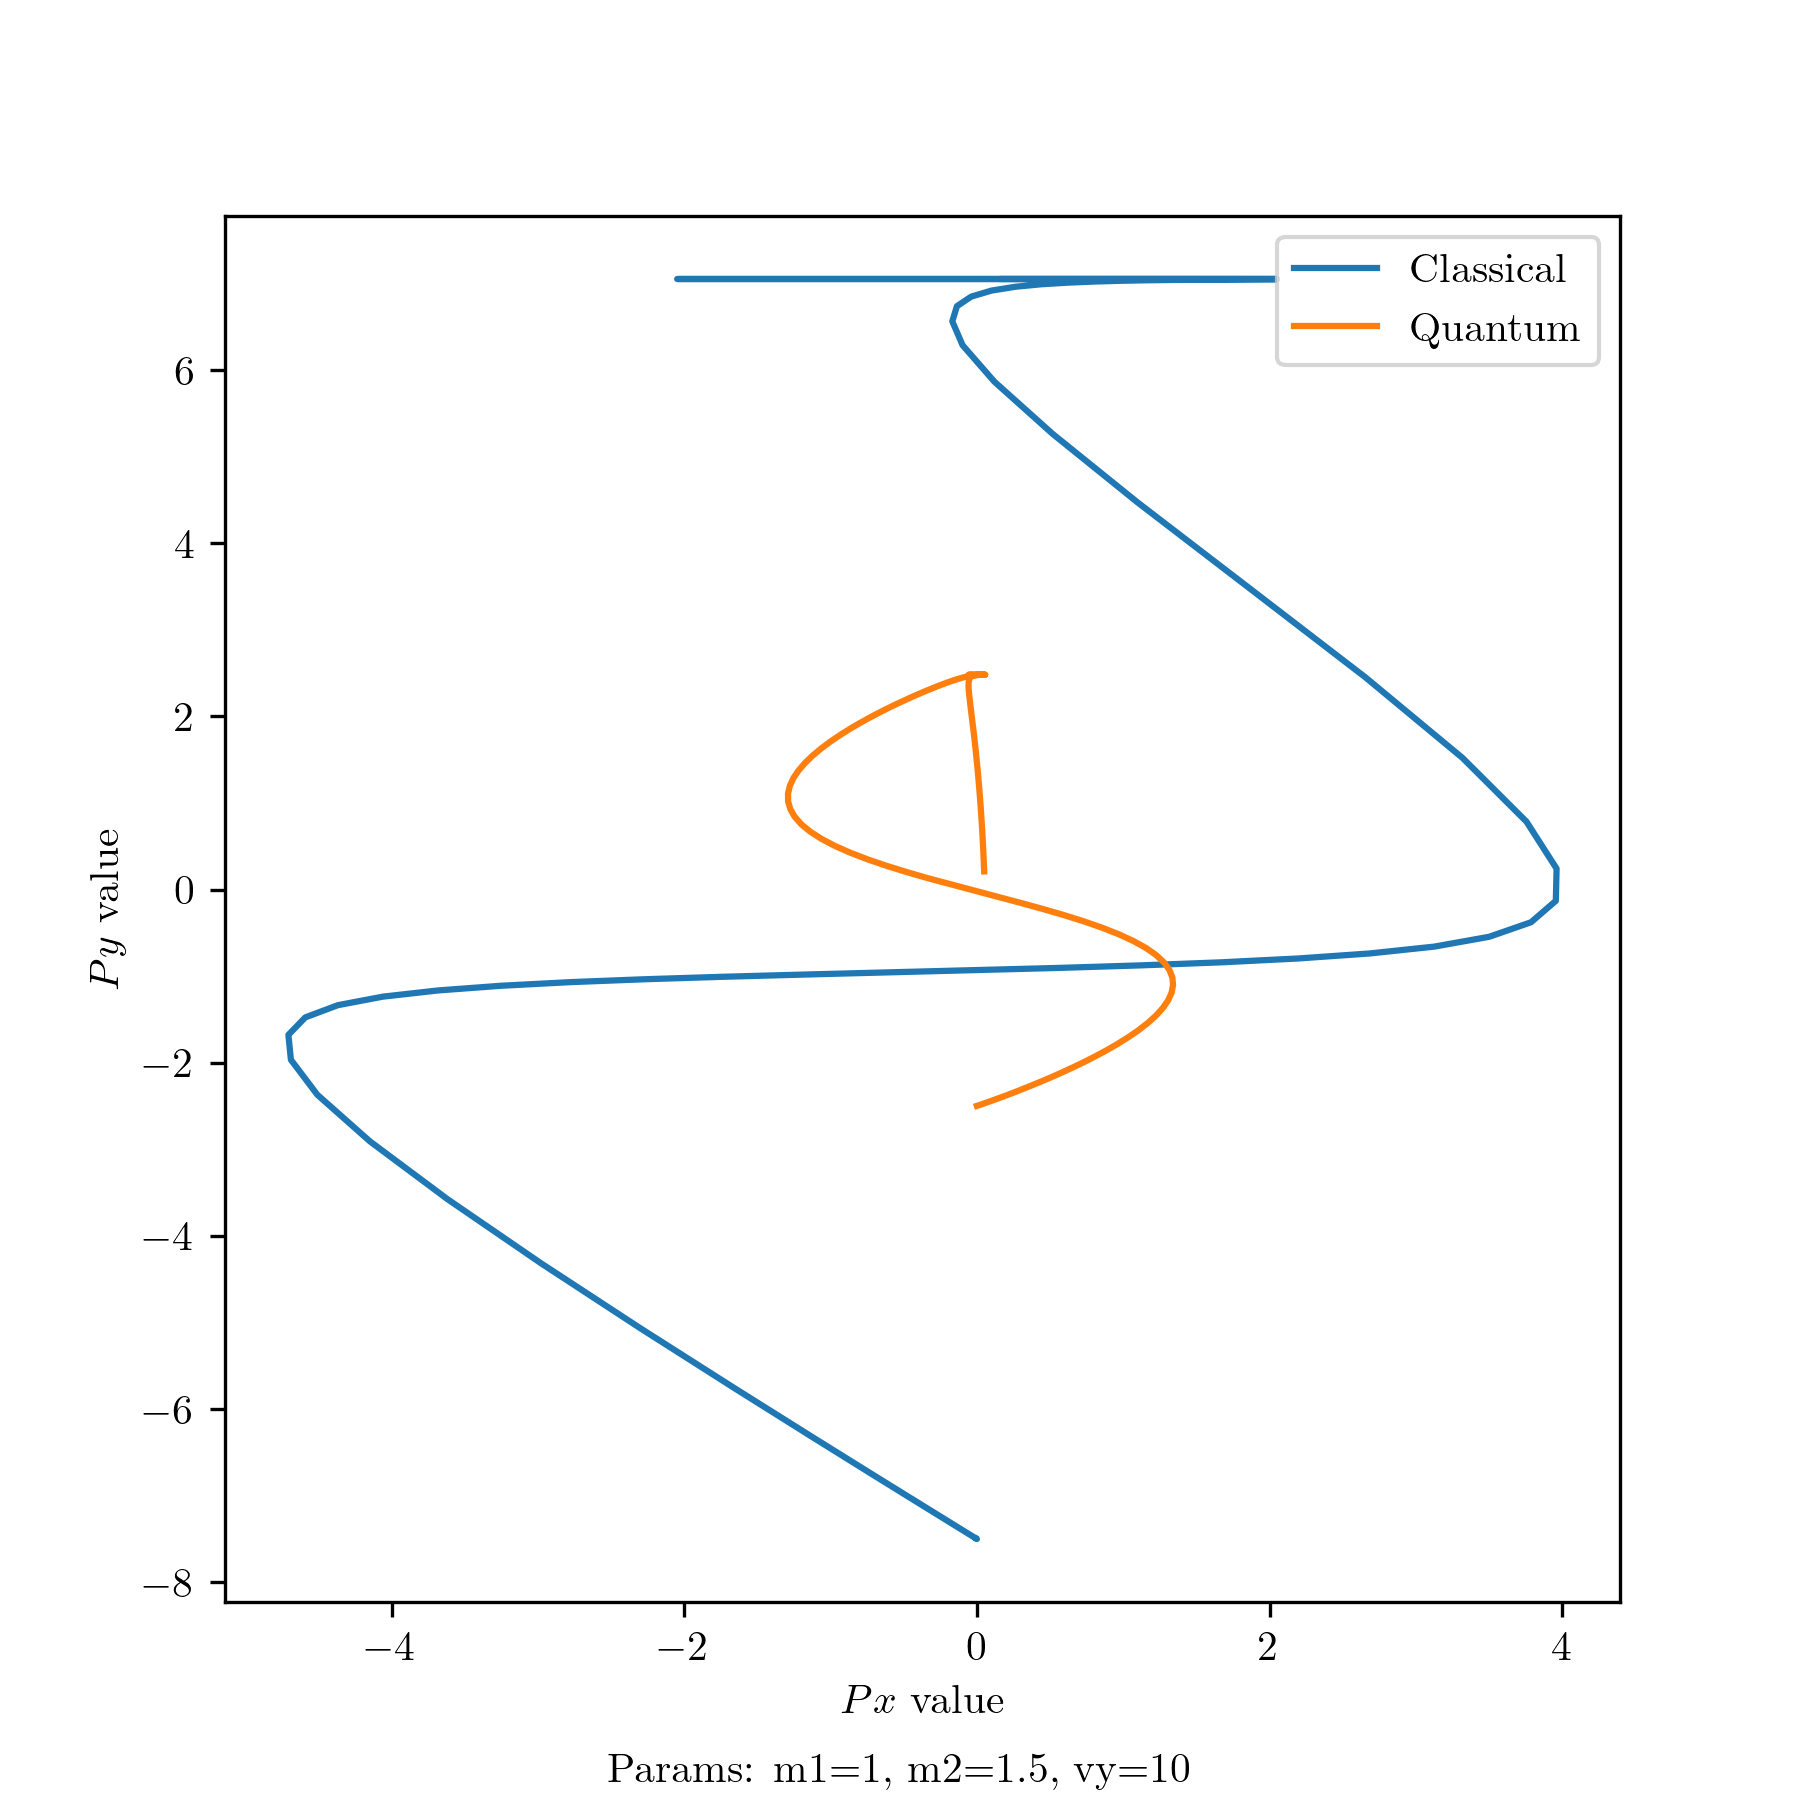 Classical
Quantum
6
4
2
0
−2
−4
−6
−8
Py value
−4 −2 0 2 4
Px value
Params: m1=1, m2=1.5, vy=10